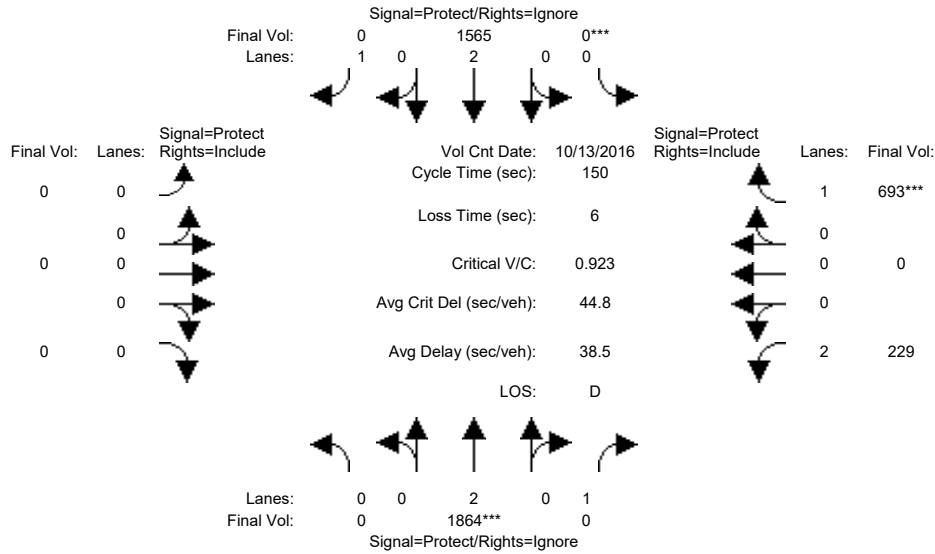 Signal=Protect/Rights=Ignore
Final Vol: 0 1565 0***
Lanes: 1 0 2 0 0
Signal=Protect Signal=Protect
Final Vol: Lanes: Rights=Include Vol Cnt Date: 10/13/2016 Rights=Include Lanes: Final Vol:
Cycle Time (sec): 150
0 0 1 693***
Loss Time (sec): 6
0 0
0 0 Critical V/C: 0.923 0 0
0 Avg Crit Del (sec/veh): 44.8 0
0 0 Avg Delay (sec/veh): 38.5 2 229
LOS: D
Lanes: 0 0 2 0 1
Final Vol: 0 1864*** 0
Signal=Protect/Rights=Ignore